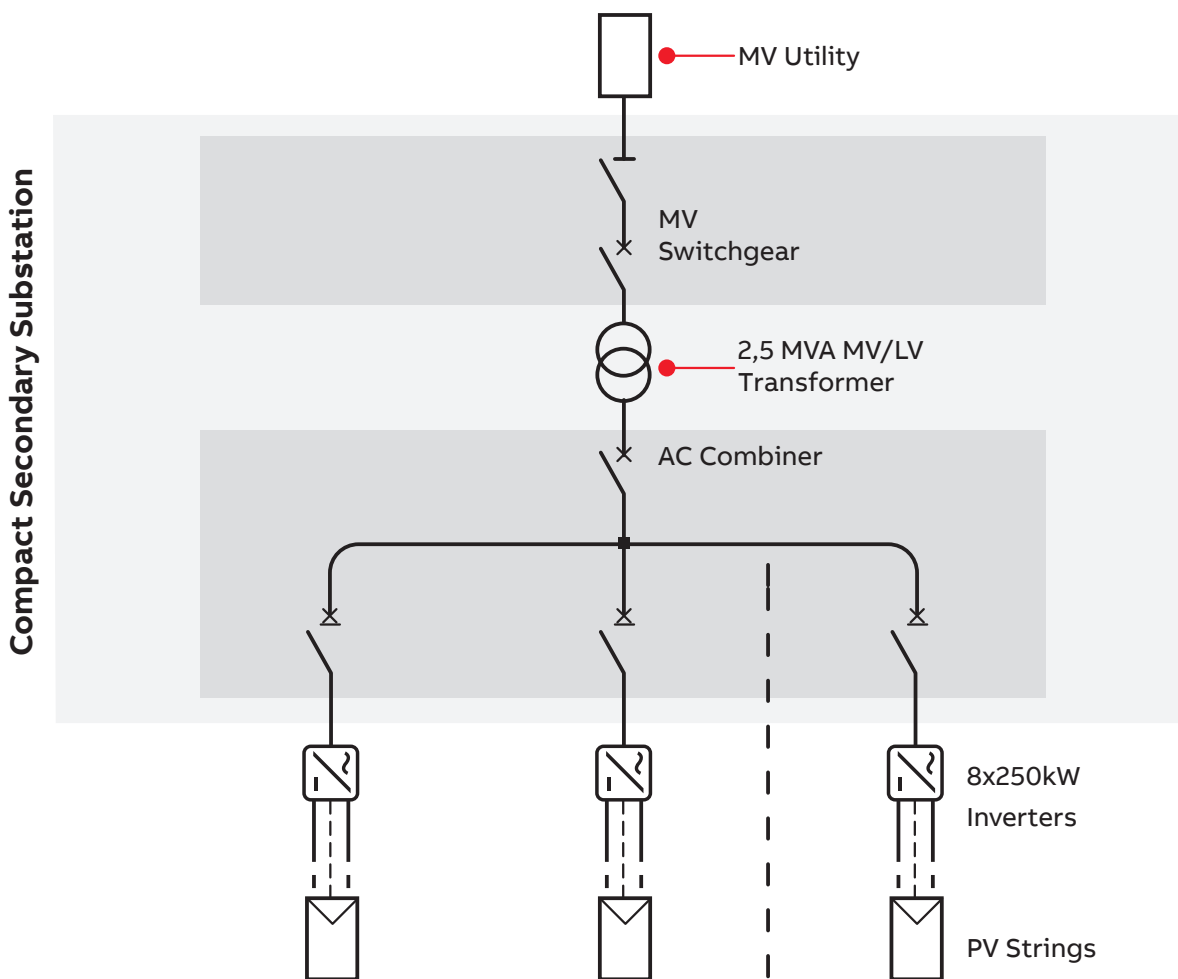 MV Utility
Compact Secondary Substation
MV
Switchgear
2,5 MVA MV/LV
Transformer
AC Combiner
8x250kW
Inverters
PV Strings